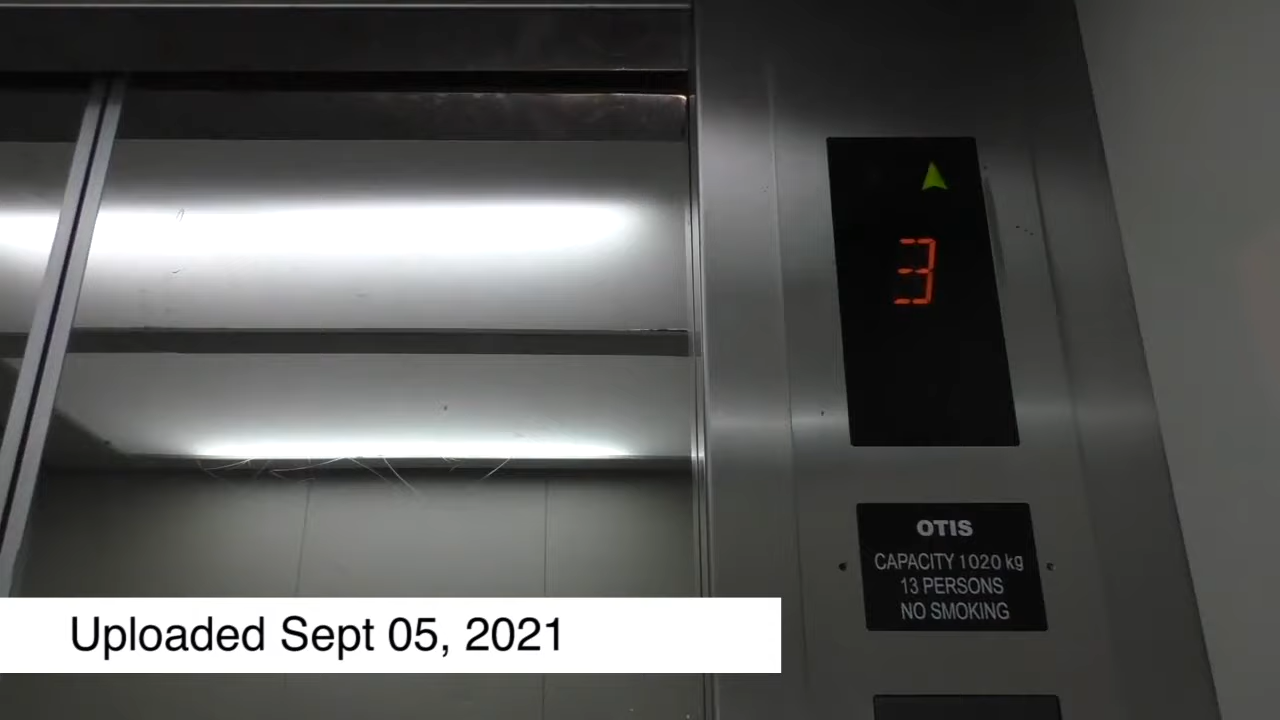 3
OTIS
CAPACITY 1020 kg
13 PERSONS
NO SMOKING
Uploaded Sept 05, 2021